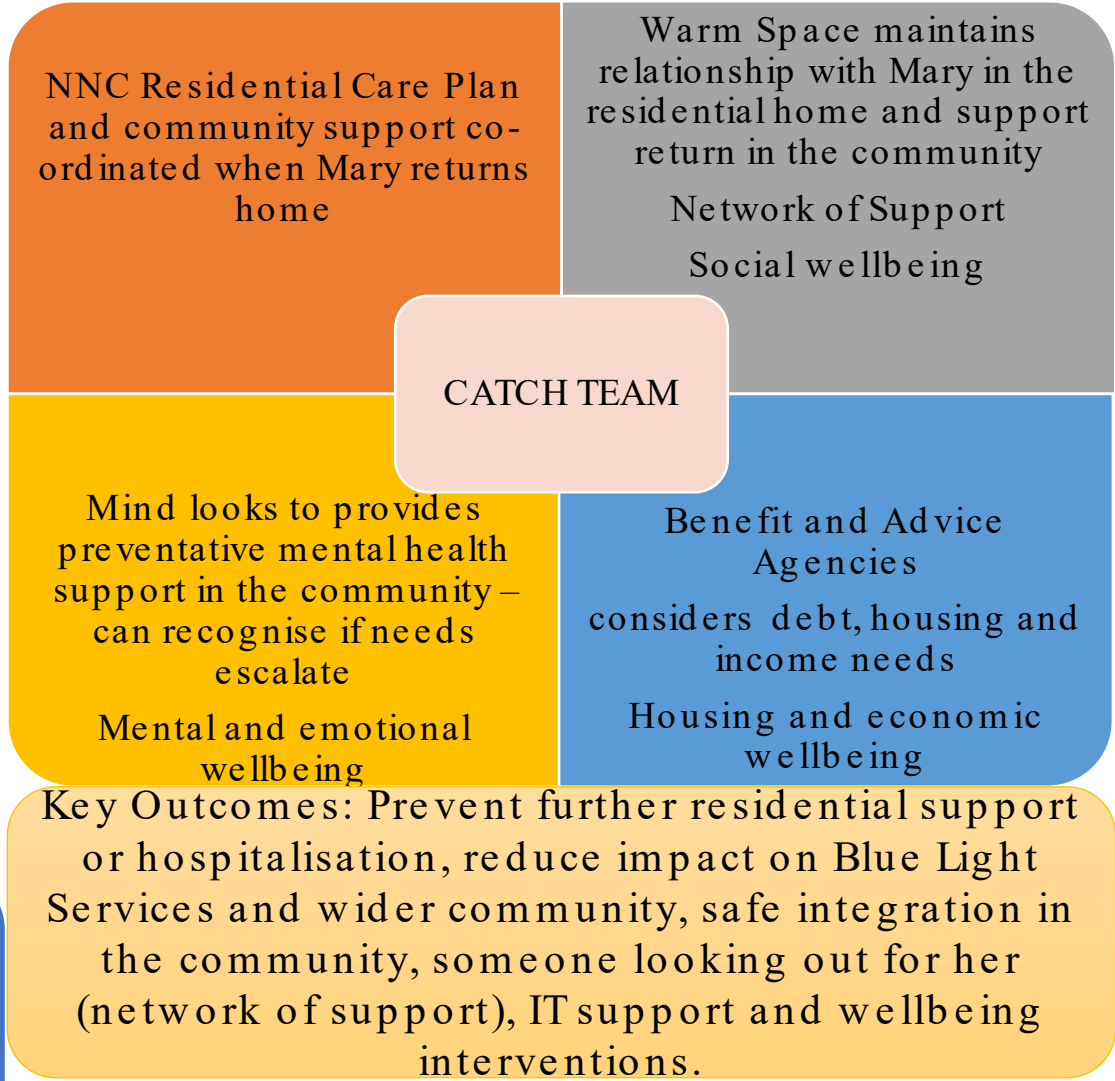 NNC Residential Care Plan
and community support co-
ordinated when Mary returns
home
Warm Space maintains
relationship with Mary in the
residential home and support
return in the community
Network of Support
Social wellbeing
CATCH TEAM
Mind looks to provides
preventative mental health
support in the community –
can recognise if needs
escalate
Mental and emotional
wellbeing
Benefit and Advice
Agencies
considers debt, housing and
income needs
Housing and economic
wellbeing
Key Outcomes: Prevent further residential support
or hospitalisation, reduce impact on Blue Light
Services and wider community, safe integration in
the community, someone looking out for her
(network of support), IT support and wellbeing
interventions.